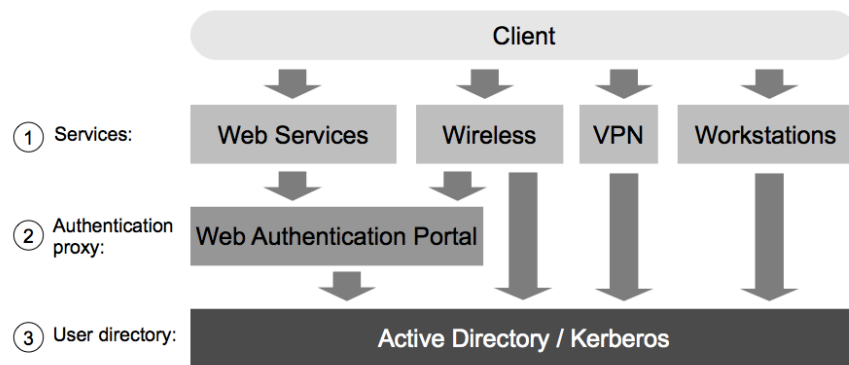 Client
1 Services:
Web Services
Wireless
VPN
Workstations
2 Authentication
proxy:
Web Authentication Portal
3 User directory:
Active Directory / Kerberos